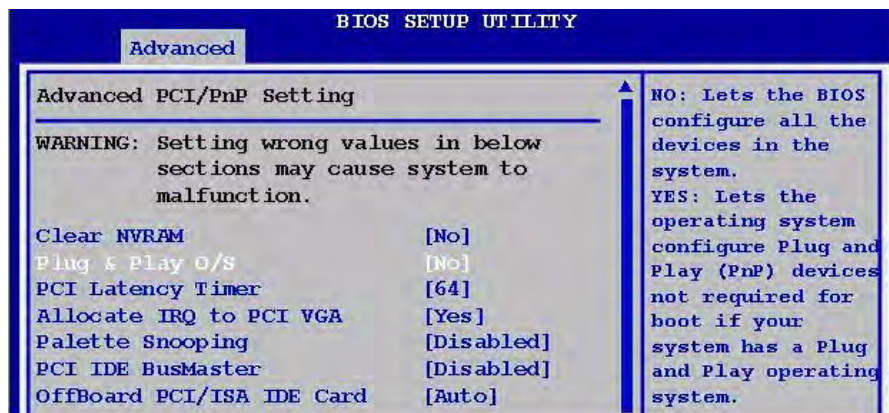 BIOS SETUP UTILITY
Advanced
Advanced PCI/PnP Setting
WARNING: Setting wrong values in below
sections may cause system to
malfunction.
Clear NVRAM [No]
Plug & Play O/S [No]
PCI Latency Timer [64]
Allocate IRQ to PCI VGA [Yes]
Palette Snooping [Disabled]
PCI IDE BusMaster [Disabled]
OffBoard PCI/ISA IDE Card [Auto]
NO: Lets the BIOS
configure all the
devices in the
system.
YES: Lets the
operating system
configure Plug and
Play (PnP) devices
not required for
boot if your
system has a Plug
and Play operating
system.